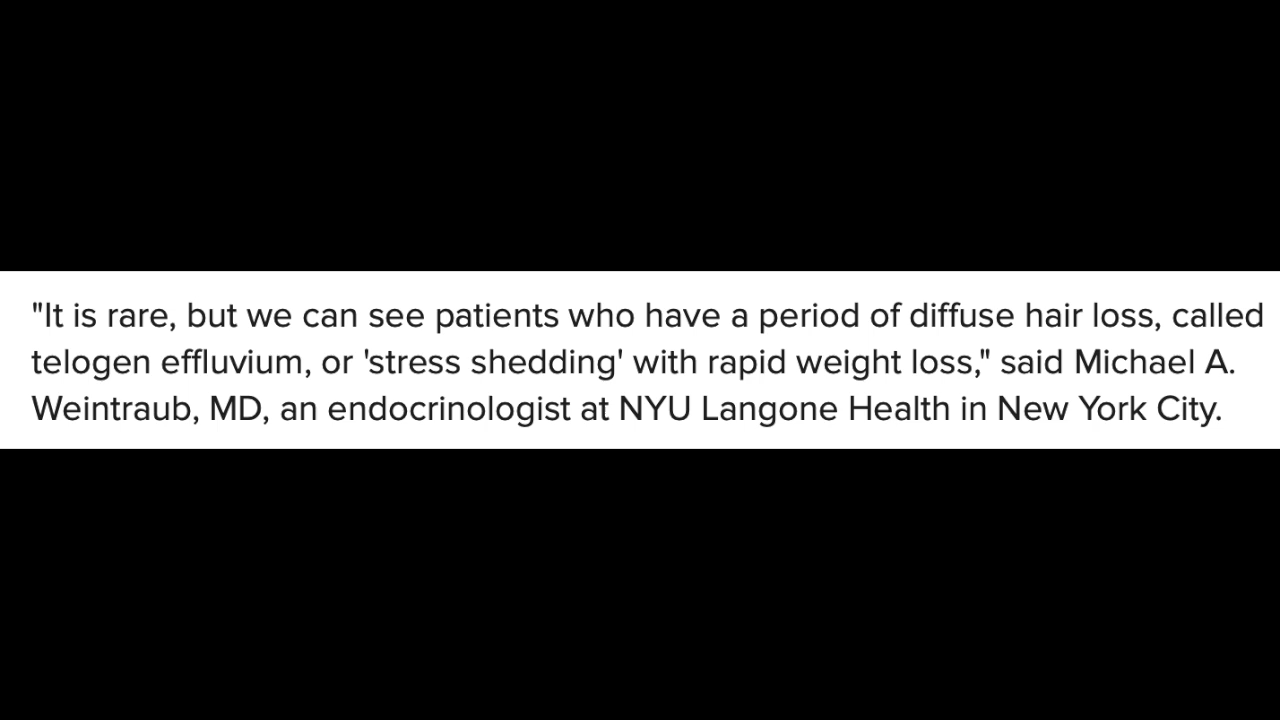 "It is rare, but we can see patients who have a period of diffuse hair loss, called
telogen effluvium, or 'stress shedding' with rapid weight loss," said Michael A.
Weintraub, MD, an endocrinologist at NYU Langone Health in New York City.